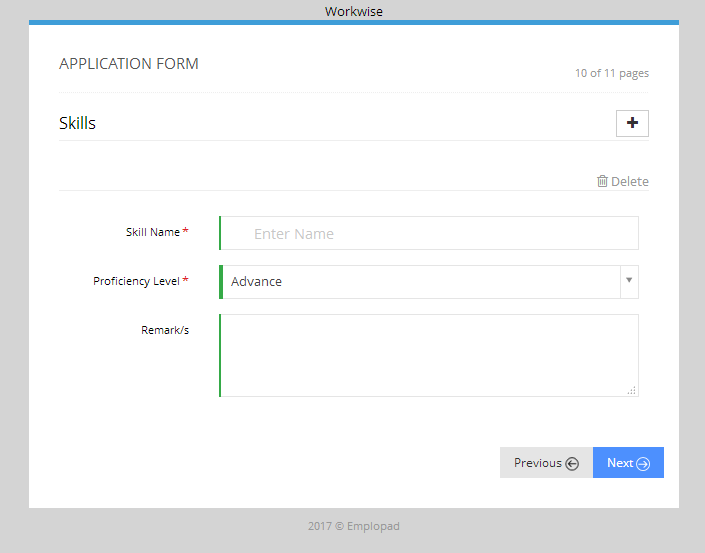 Workwise
APPLICATION FORM
10 of 11 pages
Skills
Delete
Skill Name *
Enter Name
Proficiency Level *
Advance
Remark/s
Previous
Next
2017 © Emplopad